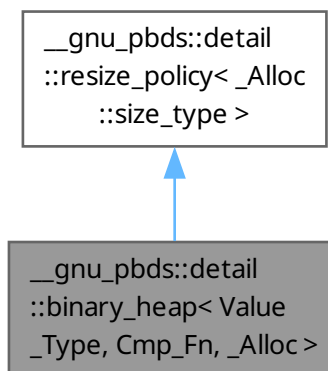 __gnu_pbds::detail
::resize_policy< _Alloc
::size_type >
__gnu_pbds::detail
::binary_heap< Value
_Type, Cmp_Fn, _Alloc >